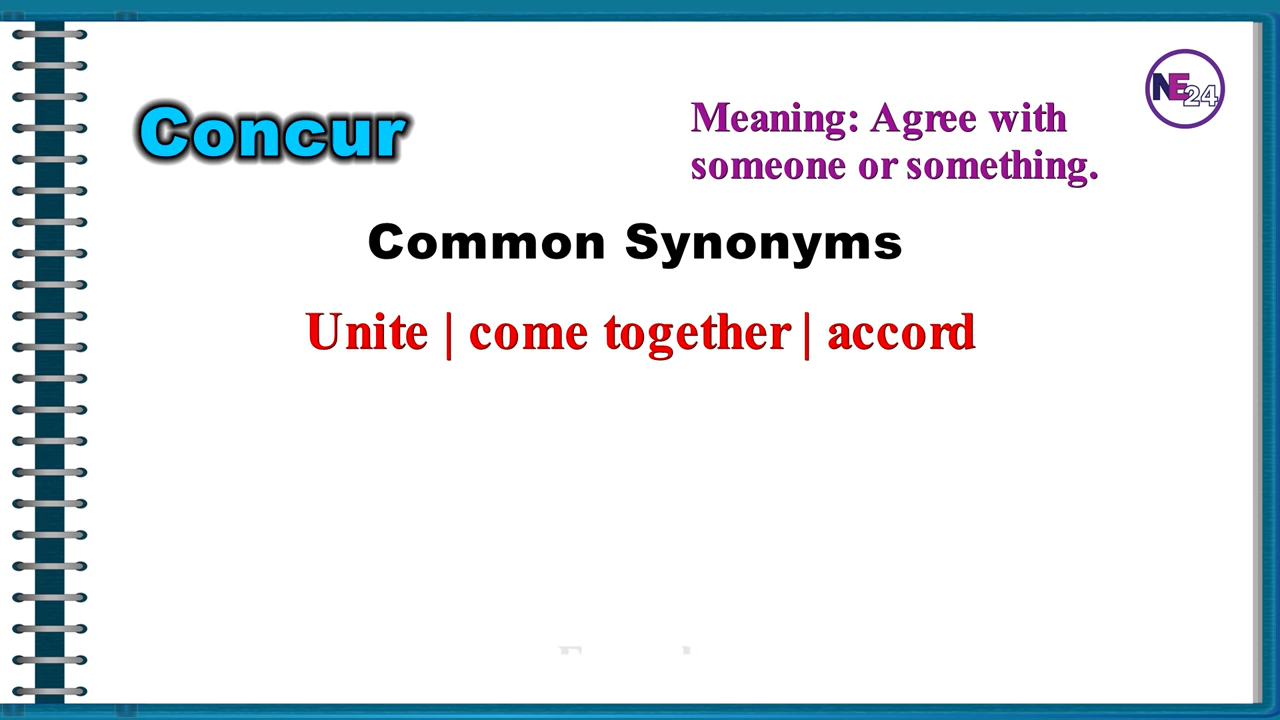 NE24
Concur
Meaning: Agree with
someone or something.
Common Synonyms
Unite | come together | accord